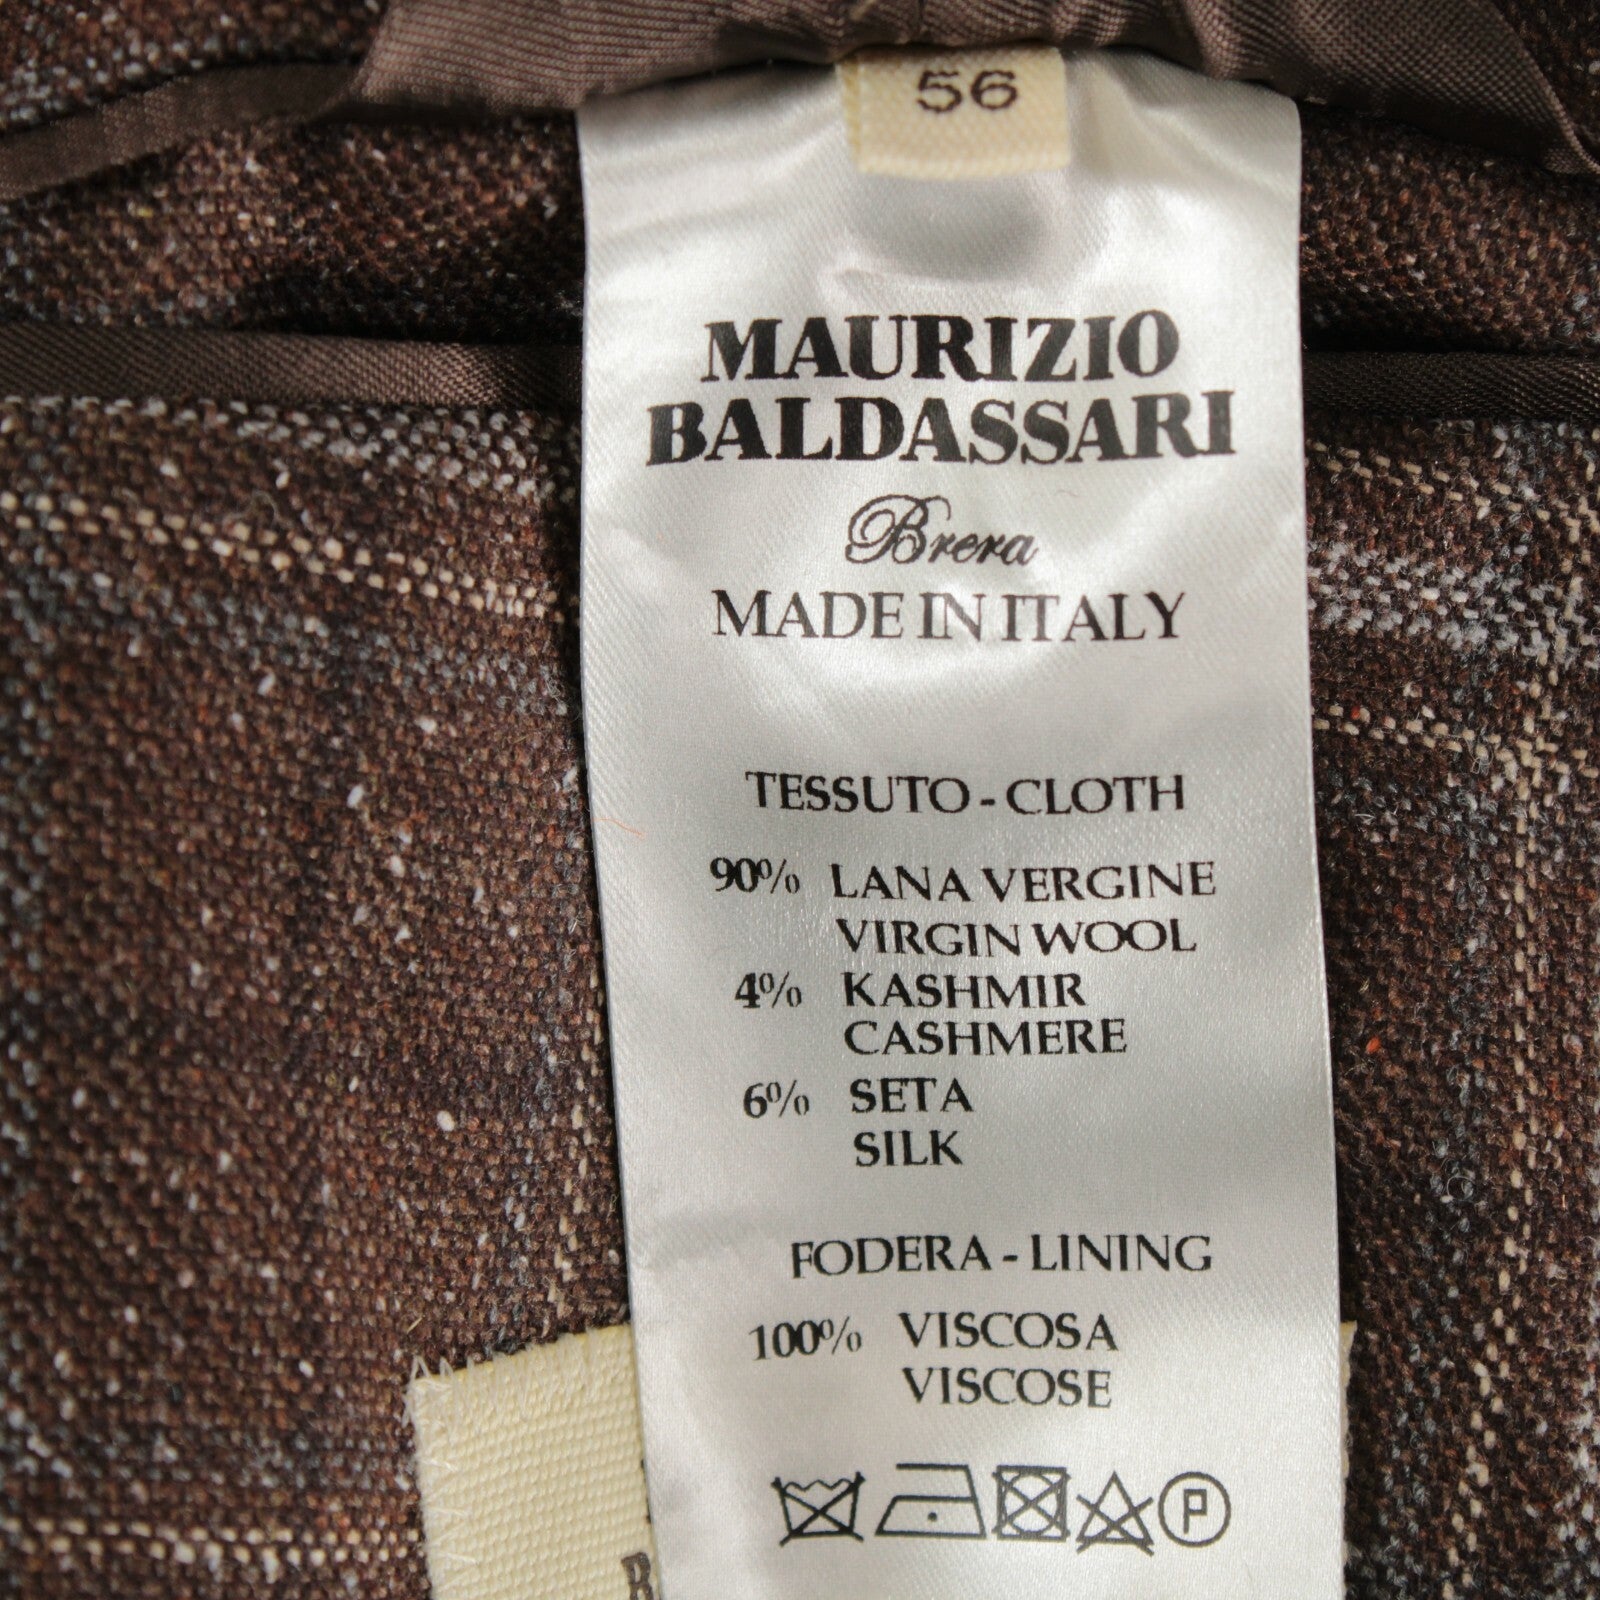 56
MAURIZIO
BALDASSARI
Brera
MADE IN ITALY
TESSUTO - CLOTH
90% LANA VERGINE
VIRGIN WOOL
4% KASHMIR
CASHMERE
6% SETA
SILK
FODERA - LINING
100% VISCOSA
VISCOSE
P